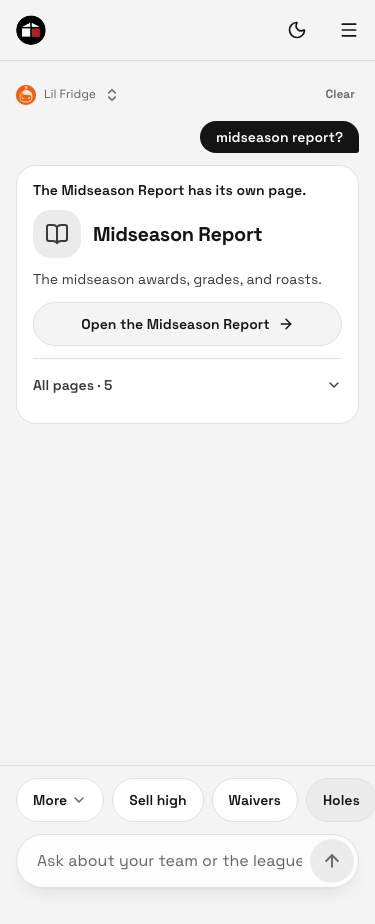 Lil Fridge
Clear
midseason report?
The Midseason Report has its own page.
Midseason Report
The midseason awards, grades, and roasts.
Open the Midseason Report
All pages · 5
More
Sell high
Waivers
Holes
Ask about your team or the league